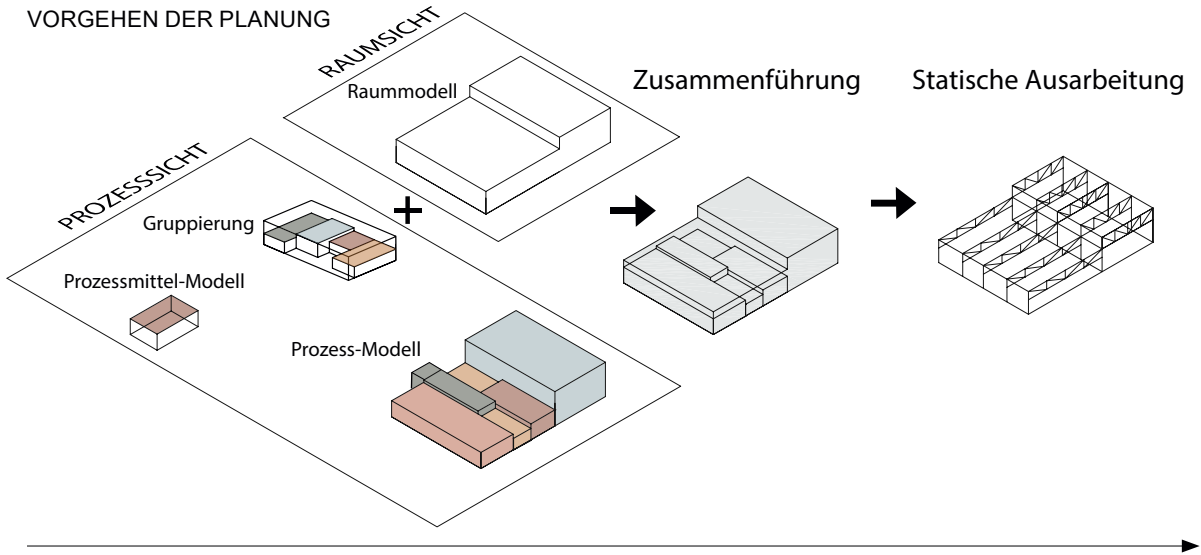 VORGEHEN DER PLANUNG
RAUMSICHT
Raummodell
Zusammenführung
Statische Ausarbeitung
PROZESSSICHT
Gruppierung
+
Prozessmittel-Modell
Prozess-Modell